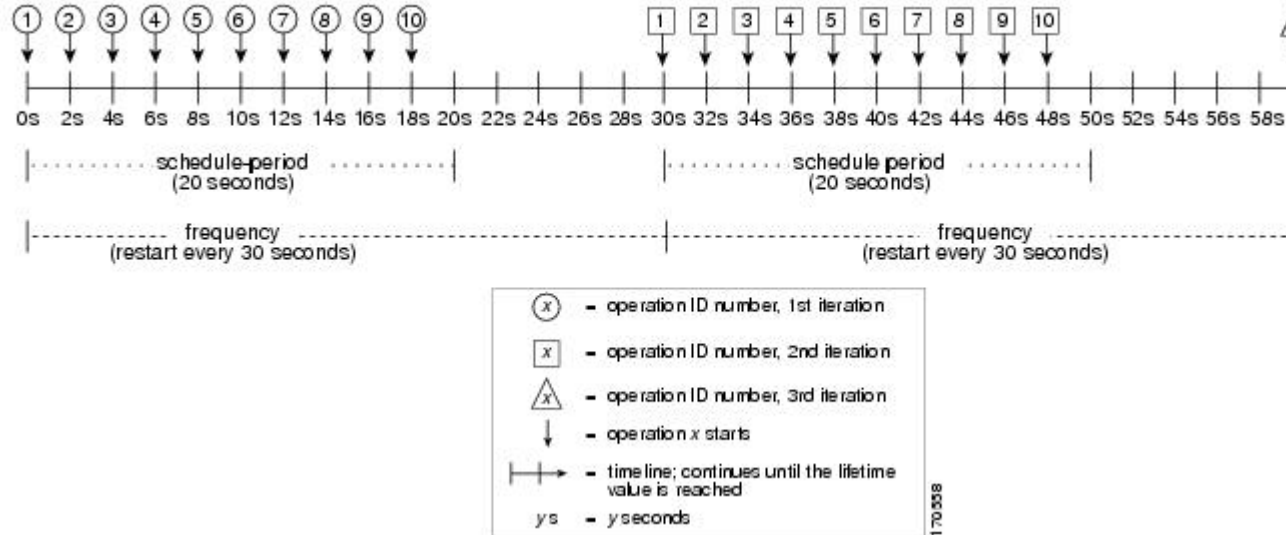 1 2 3 4 5 6 7 8 9 10 1 2 3 4 5 6 7 8 9 10
0s 2s 4s 6s 8s 10s 12s 14s 16s 18s 20s 22s 24s 26s 28s 30s 32s 34s 36s 38s 40s 42s 44s 46s 48s 50s 52s 54s 56s 58s
schedule-period schedule period
(20 seconds) (20 seconds)
frequency frequency
(restart every 30 seconds) (restart every 30 seconds)
x = operation ID number, 1st iteration
x = operation ID number, 2nd iteration
x = operation ID number, 3rd iteration
= operation x starts
= timeline; continues until the lifetime
value is reached
y s = y seconds
170558